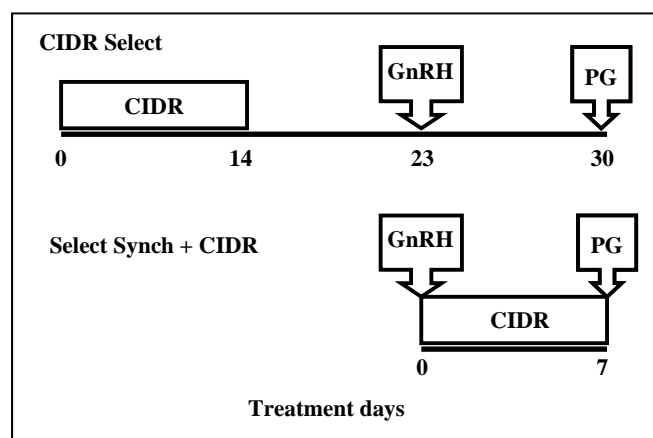 CIDR Select
GnRH
PG
CIDR
0 14 23 30
Select Synch + CIDR
GnRH
PG
CIDR
0 7
Treatment days